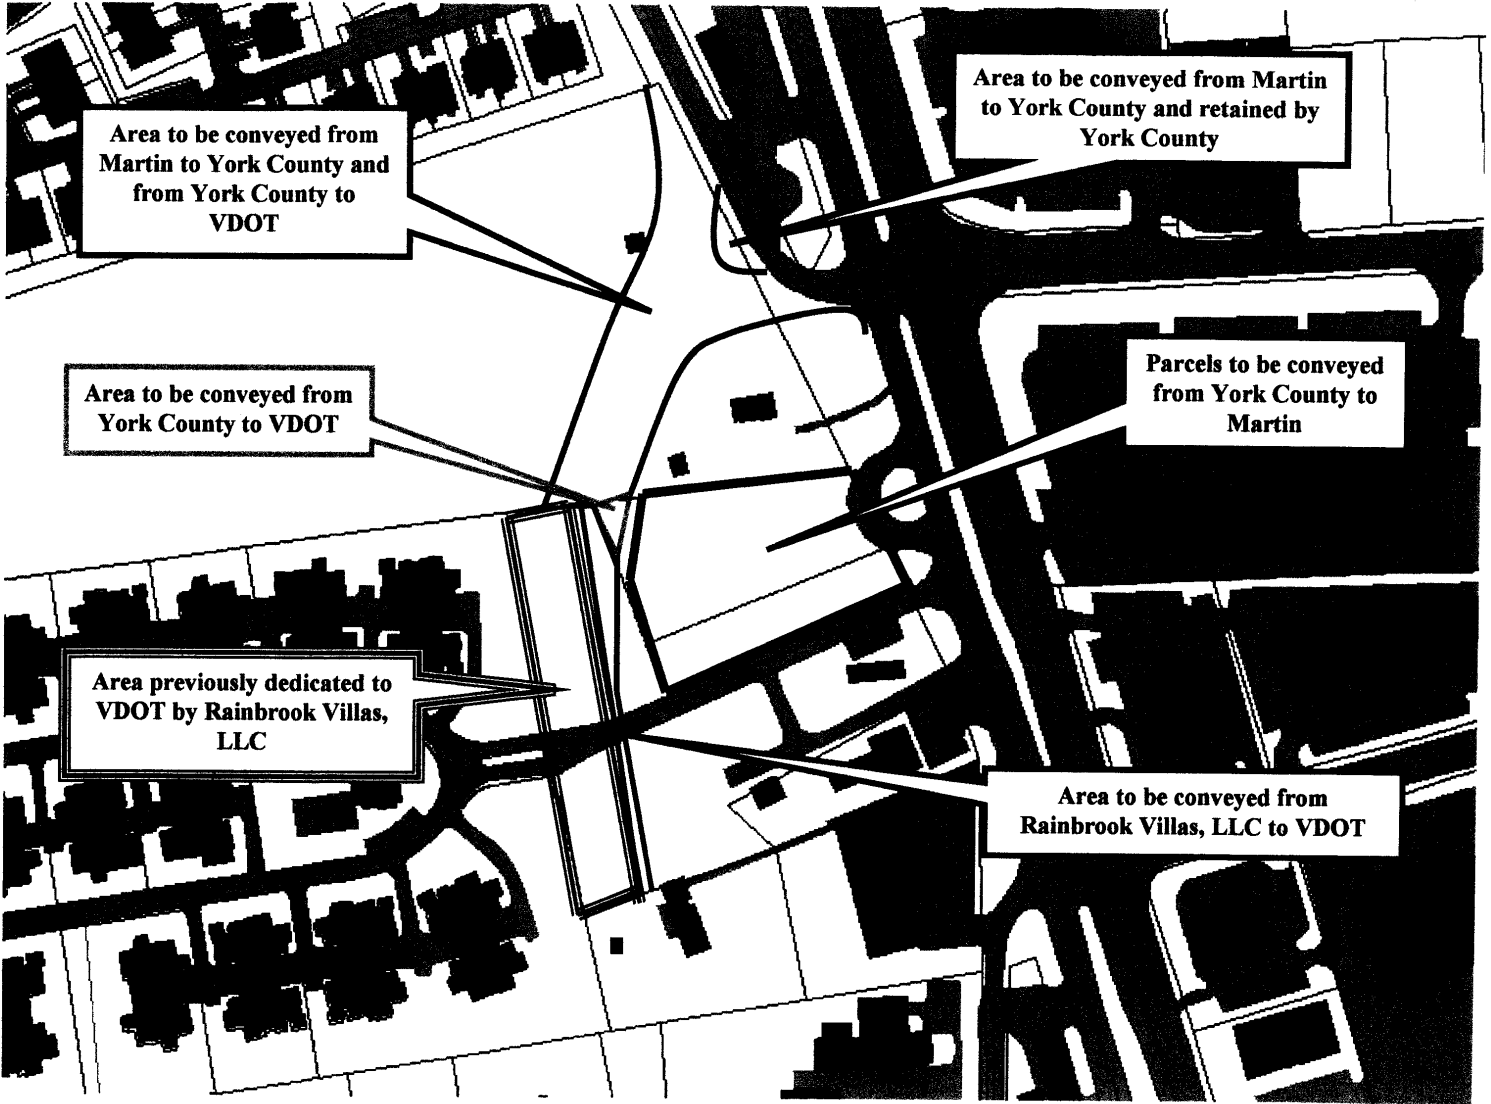 Area to be conveyed from
Martin to York County and
from York County to
VDOT
Area to be conveyed from Martin
to York County and retained by
York County
Area to be conveyed from
York County to VDOT
Parcels to be conveyed
from York County to
Martin
Area previously dedicated to
VDOT by Rainbrook Villas,
LLC
Area to be conveyed from
Rainbrook Villas, LLC to VDOT